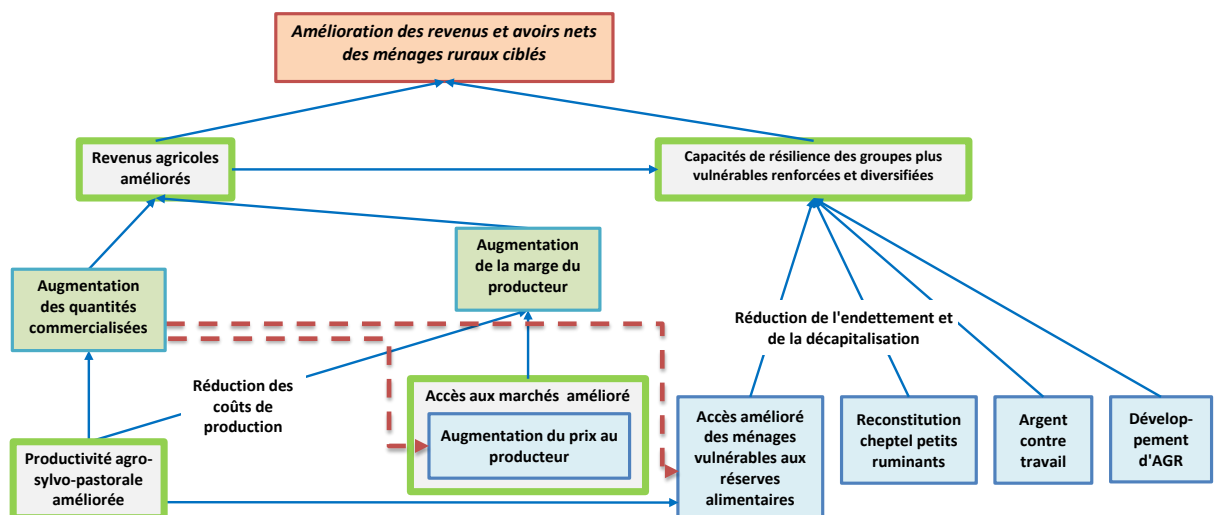 Amélioration des revenus et avoirs nets
des ménages ruraux ciblés
Revenus agricoles
améliorés
Capacités de résilience des groupes plus
vulnérables renforcées et diversifiées
Augmentation
de la marge du
producteur
Augmentation
des quantités
commercialisées
Réduction de l'endettement et
de la décapitalisation
Réduction des
coûts de
production
Accès aux marchés amélioré
Augmentation du prix au
producteur
Accès amélioré
des ménages
vulnérables aux
réserves
alimentaires
Reconstitution
cheptel petits
ruminants
Argent
contre
travail
Dévelop-
pement
d'AGR
Productivité agro-
sylvo-pastorale
améliorée